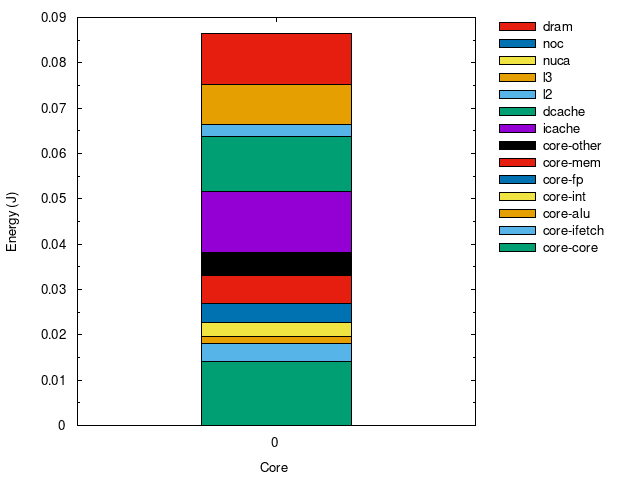 0.09
0.08
0.07
0.06
0.05
0.04
0.03
0.02
0.01
0
Energy (J)
0
Core
dram
noc
nuca
l3
l2
dcache
icache
core-other
core-mem
core-fp
core-int
core-alu
core-ifetch
core-core